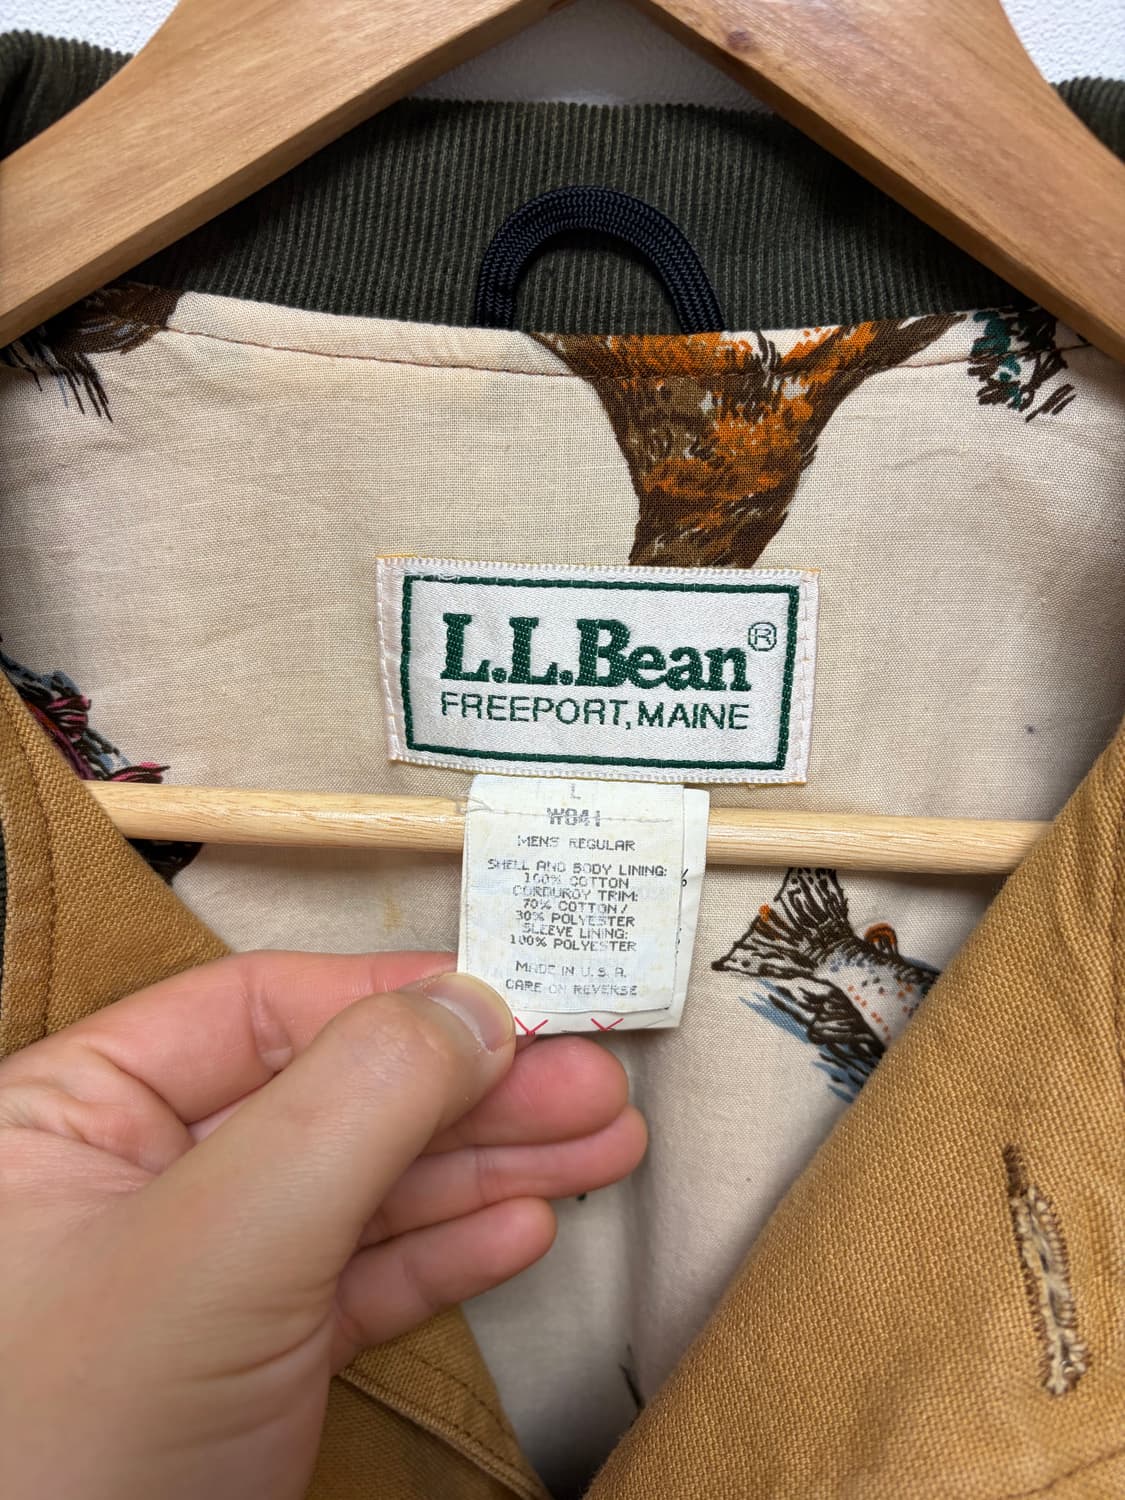 L.L.Bean®
FREEPORT, MAINE
L
W941
MENS REGULAR
SHELL AND BODY LINING:
100% COTTON
CORDUROY TRIM:
70% COTTON/
30% POLYESTER
SLEEVE LINING:
100% POLYESTER
MADE IN U.S.A.
CARE ON REVERSE